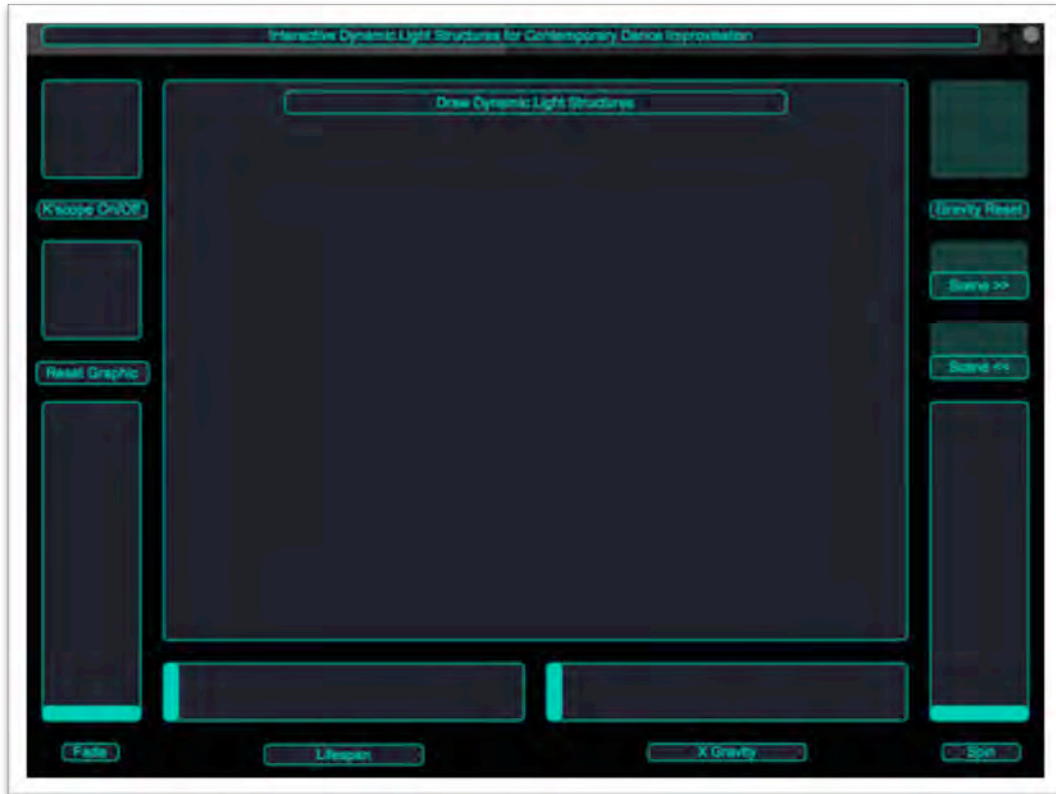 Interactive Dynamic Light Structures for Contemporary Dance Improvisation
Draw Dynamic Light Structures
K'scope On/Off
Gravity Reset
Scene >>
Reset Graphic
Scene <<
Fade
Lifespan
X Gravity
Spin